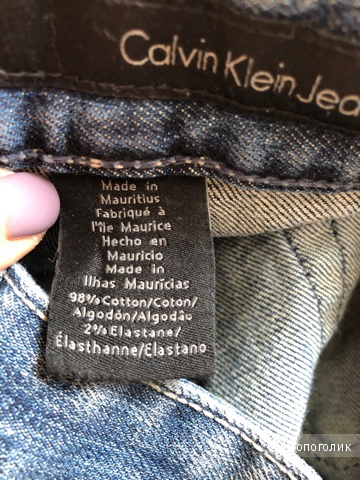 Calvin Klein Jea
Made in
Mauritius
Fabriqué à
l'île Maurice
Hecho en
Mauricio
Made in
Ilhas Maurícias
98% Cotton/Coton/
Algodón/Algodão
2% Elastane/
Élasthanne/Elastano